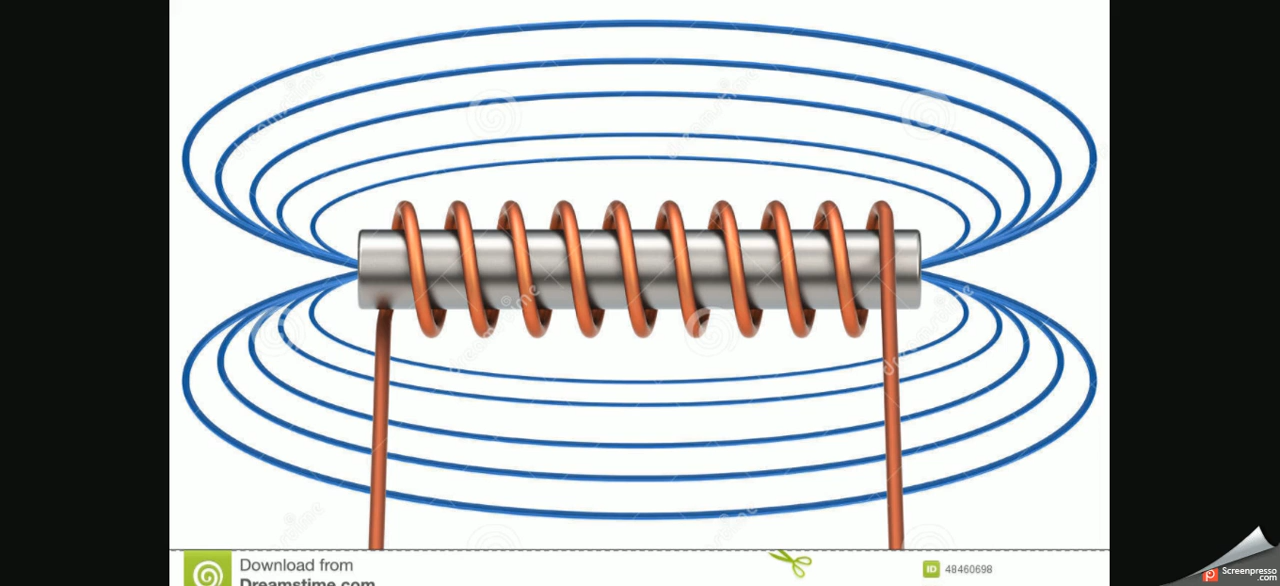 Download from
Dreamstime.com
ID 48460698
Screenpresso
.com